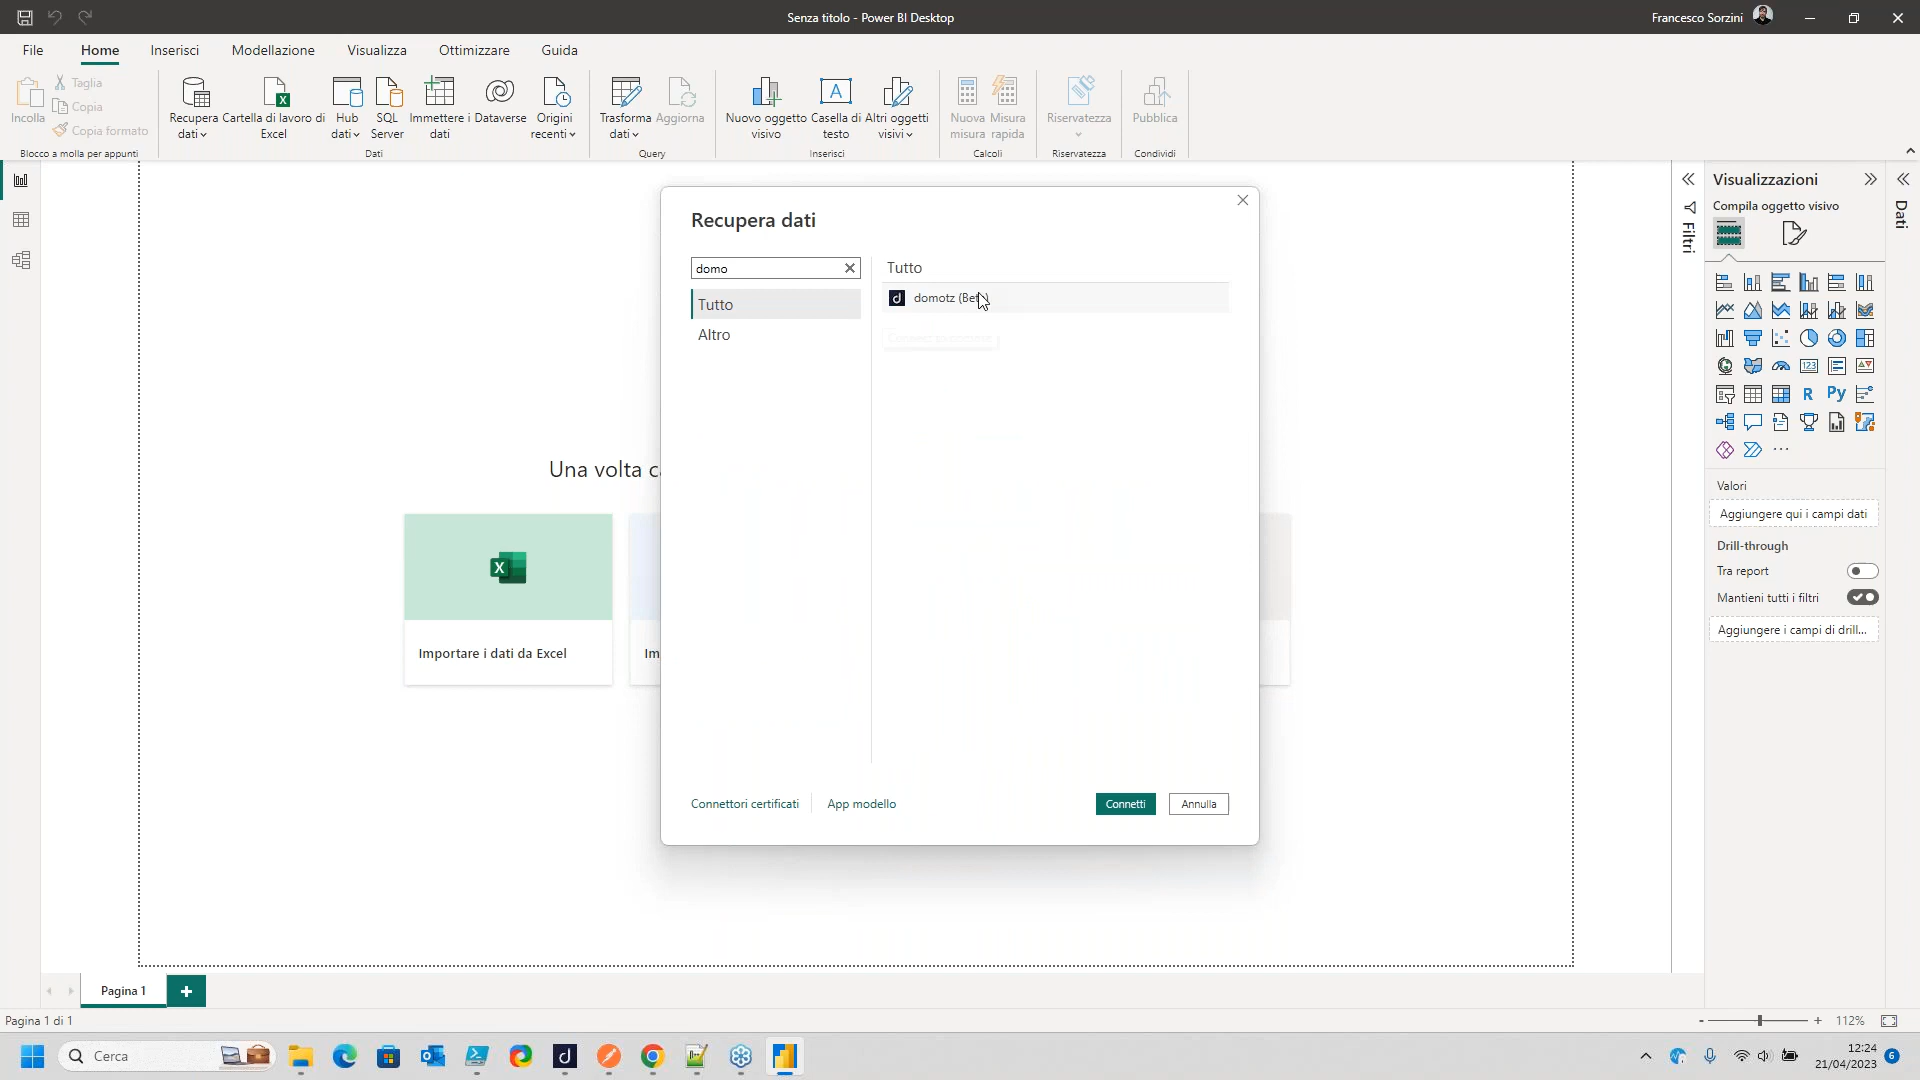 Senza titolo - Power BI Desktop
Francesco Sorzini
File
Home
Inserisci
Modellazione
Visualizza
Ottimizzare
Guida
Incolla
Taglia
Copia
Copia formato
Blocco a molla per appunti
Recupera dati
Cartella di lavoro di Excel
Hub dati
SQL Server
Immettere i dati
Dataverse
Origini recenti
Dati
Trasforma dati
Aggiorna
Query
Nuovo oggetto visivo
Casella di testo
Altri oggetti visivi
Inserisci
Nuova misura
Misura rapida
Calcoli
Riservatezza
Riservatezza
Pubblica
Condividi
Recupera dati
domo
Tutto
Altro
Tutto
domotz
Connettori certificati
App modello
Connetti
Annulla
Una volta
Importare i dati da Excel
Im
Filtri
Visualizzazioni
Compila oggetto visivo
R
Py
123
Valori
Aggiungere qui i campi dati
Drill-through
Tra report
Mantieni tutti i filtri
Aggiungere i campi di drill...
Dati
Pagina 1
Pagina 1 di 1
112%
Cerca
12:24
21/04/2023
6